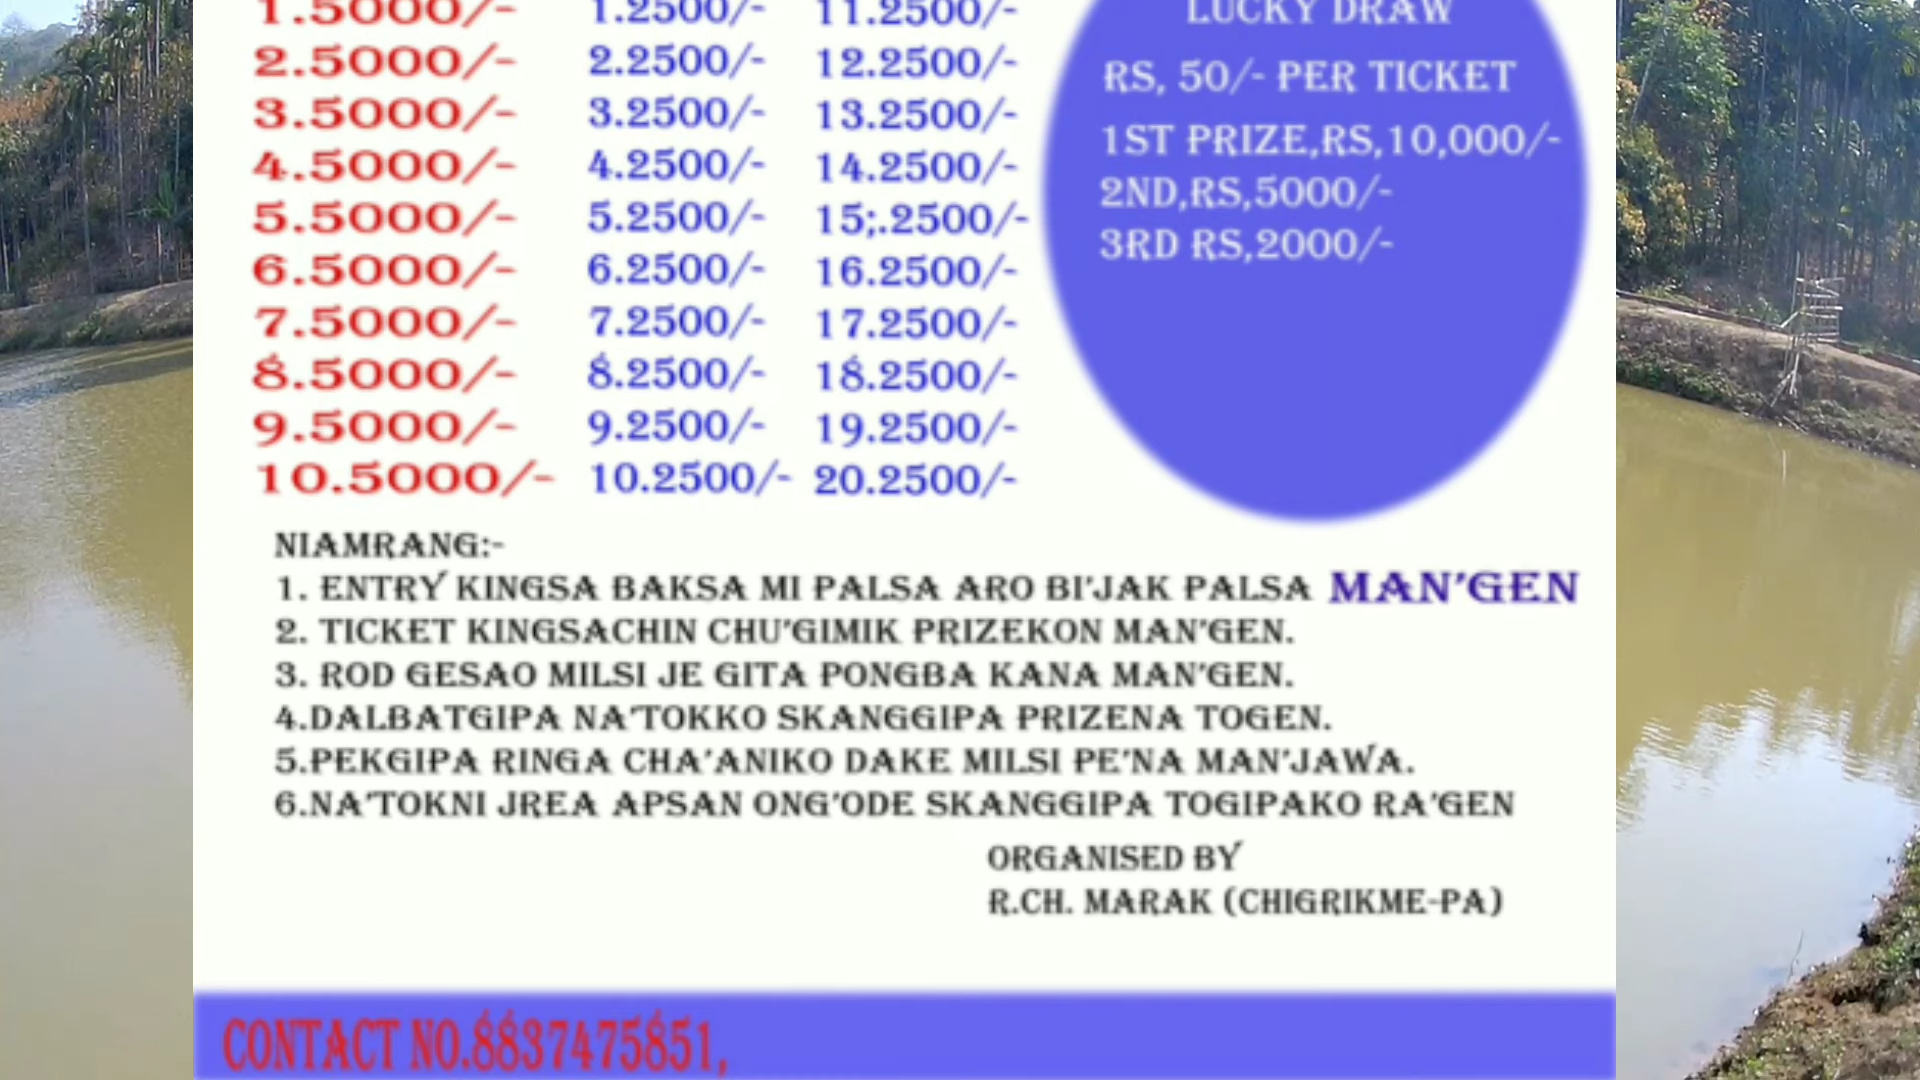 1.5000/-
2.5000/-
3.5000/-
4.5000/-
5.5000/-
6.5000/-
7.5000/-
8.5000/-
9.5000/-
10.5000/-
1.2500/-
2.2500/-
3.2500/-
4.2500/-
5.2500/-
6.2500/-
7.2500/-
8.2500/-
9.2500/-
10.2500/-
11.2500/-
12.2500/-
13.2500/-
14.2500/-
15;.2500/-
16.2500/-
17.2500/-
18.2500/-
19.2500/-
20.2500/-
LUCKY DRAW
RS, 50/- PER TICKET
1ST PRIZE,RS,10,000/-
2ND,RS,5000/-
3RD RS,2000/-
NIAMRANG:-
1. ENTRY KINGSA BAKSA MI PALSA ARO BI'JAK PALSA MAN'GEN
2. TICKET KINGSACHIN CHU'GIMIK PRIZEKON MAN'GEN.
3. ROD GESAO MILSI JE GITA PONGBA KANA MAN'GEN.
4.DALBATGIPA NA'TOKKO SKANGGIPA PRIZENA TOGEN.
5.PEKGIPA RINGA CHA'ANIKO DAKE MILSI PE'NA MAN'JAWA.
6.NA'TOKNI JREA APSAN ONG'ODE SKANGGIPA TOGIPAKO RA'GEN
ORGANISED BY
R.CH. MARAK (CHIGRIKME-PA)
CONTACT NO.8837475851,